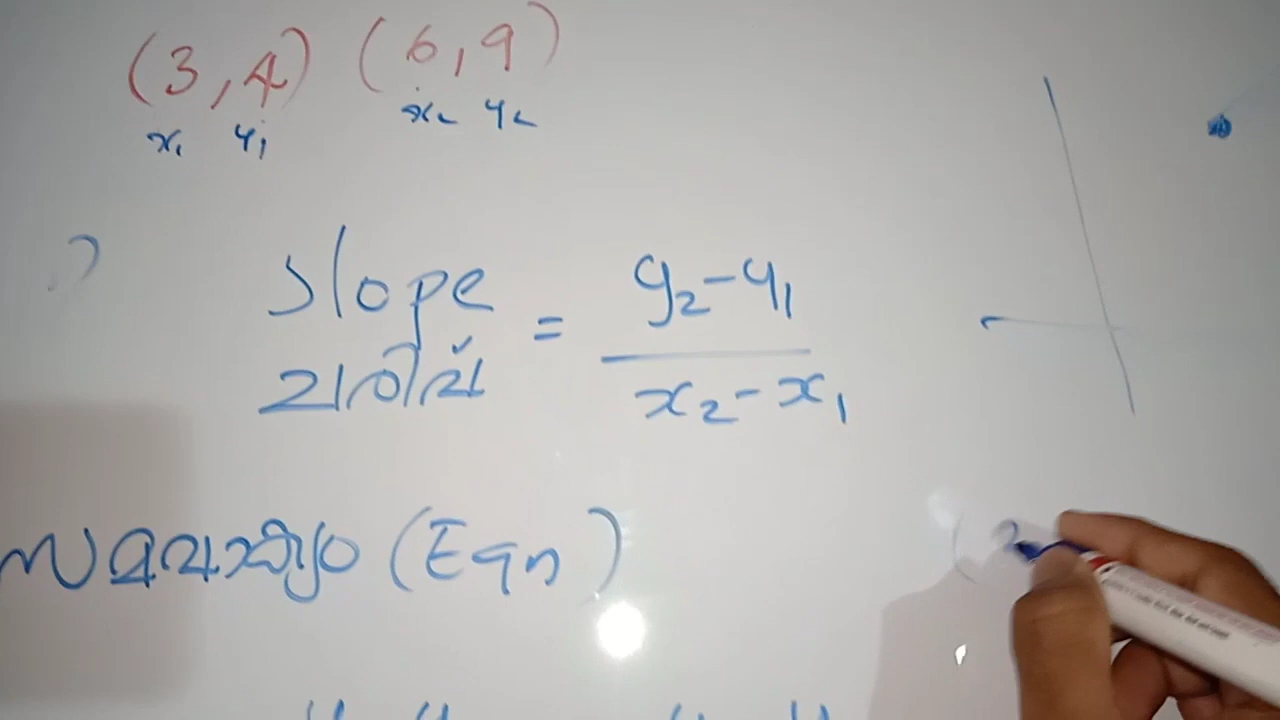 (3, 4) (6, 9)
x₁ y₁ x₂ y₂
Slope = y₂ - y₁
ചരിവ് x₂ - x₁
സമവാക്യം (Eqn)